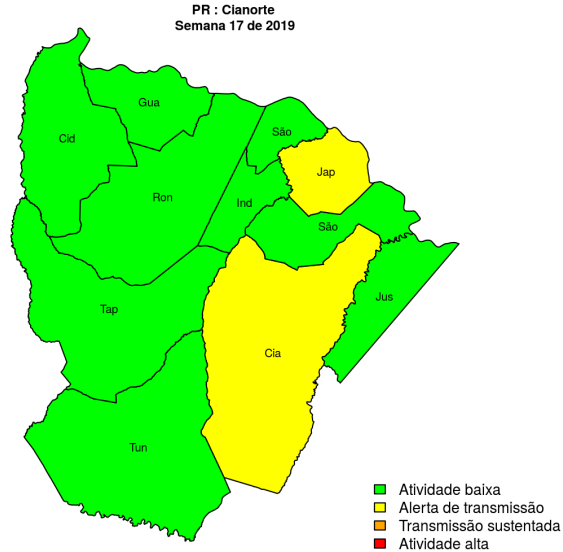 PR : Cianorte
Semana 17 de 2019
Gua
São
Cid
Jap
Ron
Ind
São
Jus
Tap
Cia
Tun
Atividade baixa
Alerta de transmissão
Transmissão sustentada
Atividade alta